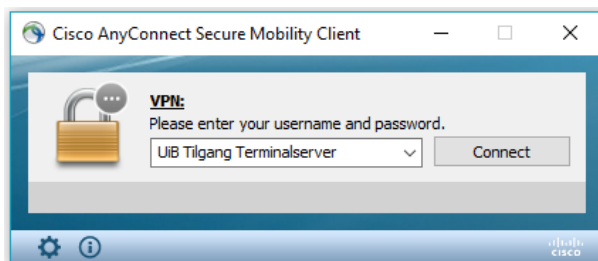 Cisco AnyConnect Secure Mobility Client
VPN:
Please enter your username and password.
UiB Tilgang Terminalserver
Connect
cisco